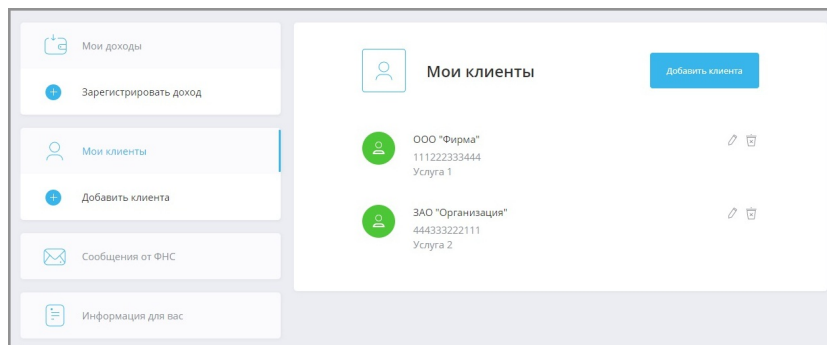 Мои доходы
Зарегистрировать доход
Мои клиенты
Добавить клиента
Сообщения от ФНС
Информация для вас
Мои клиенты
Добавить клиента
ООО "Фирма"
111222333444
Услуга 1
ЗАО "Организация"
444333222111
Услуга 2